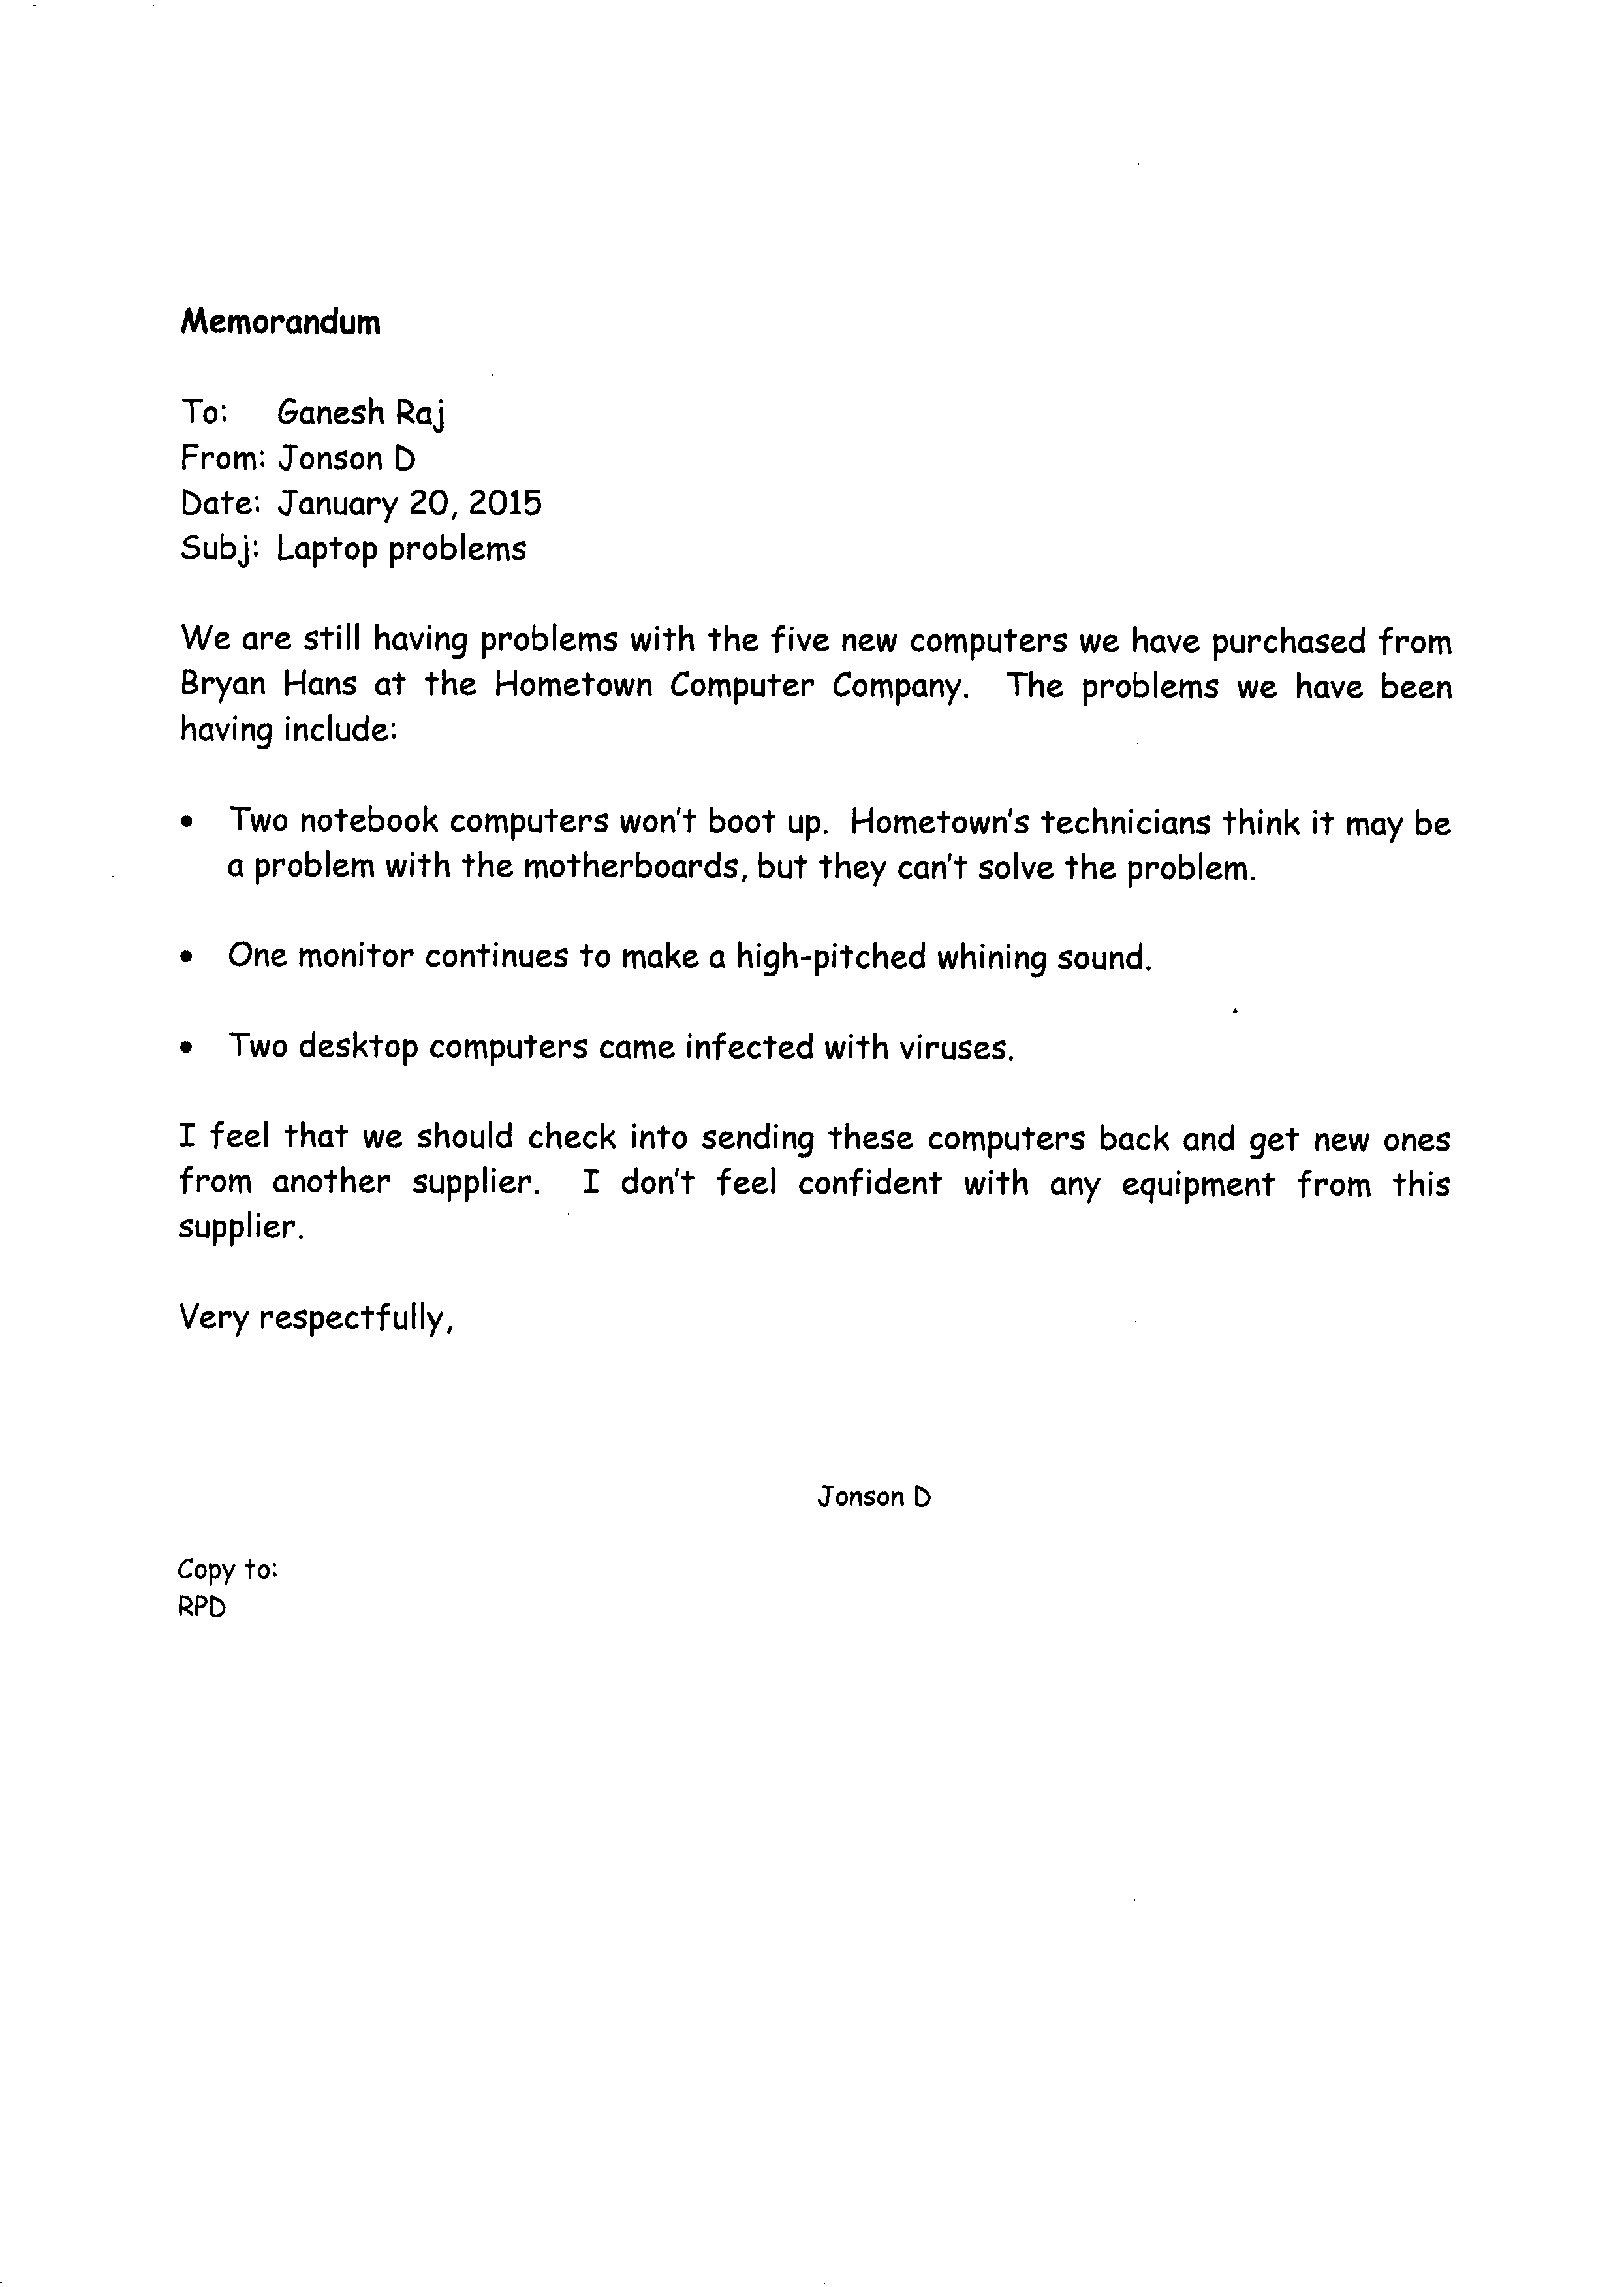 Memorandum
To: Ganesh Raj
From: Jonson D
Date: January 20, 2015
Subj: Laptop problems
We are still having problems with the five new computers we have purchased from
Bryan Hans at the Hometown Computer Company. The problems we have been
having include:
• Two notebook computers won't boot up. Hometown's technicians think it may be
a problem with the motherboards, but they can't solve the problem.
• One monitor continues to make a high-pitched whining sound.
• Two desktop computers came infected with viruses.
I feel that we should check into sending these computers back and get new ones
from another supplier. I don't feel confident with any equipment from this
supplier.
Very respectfully,
Jonson D
Copy to:
RPD